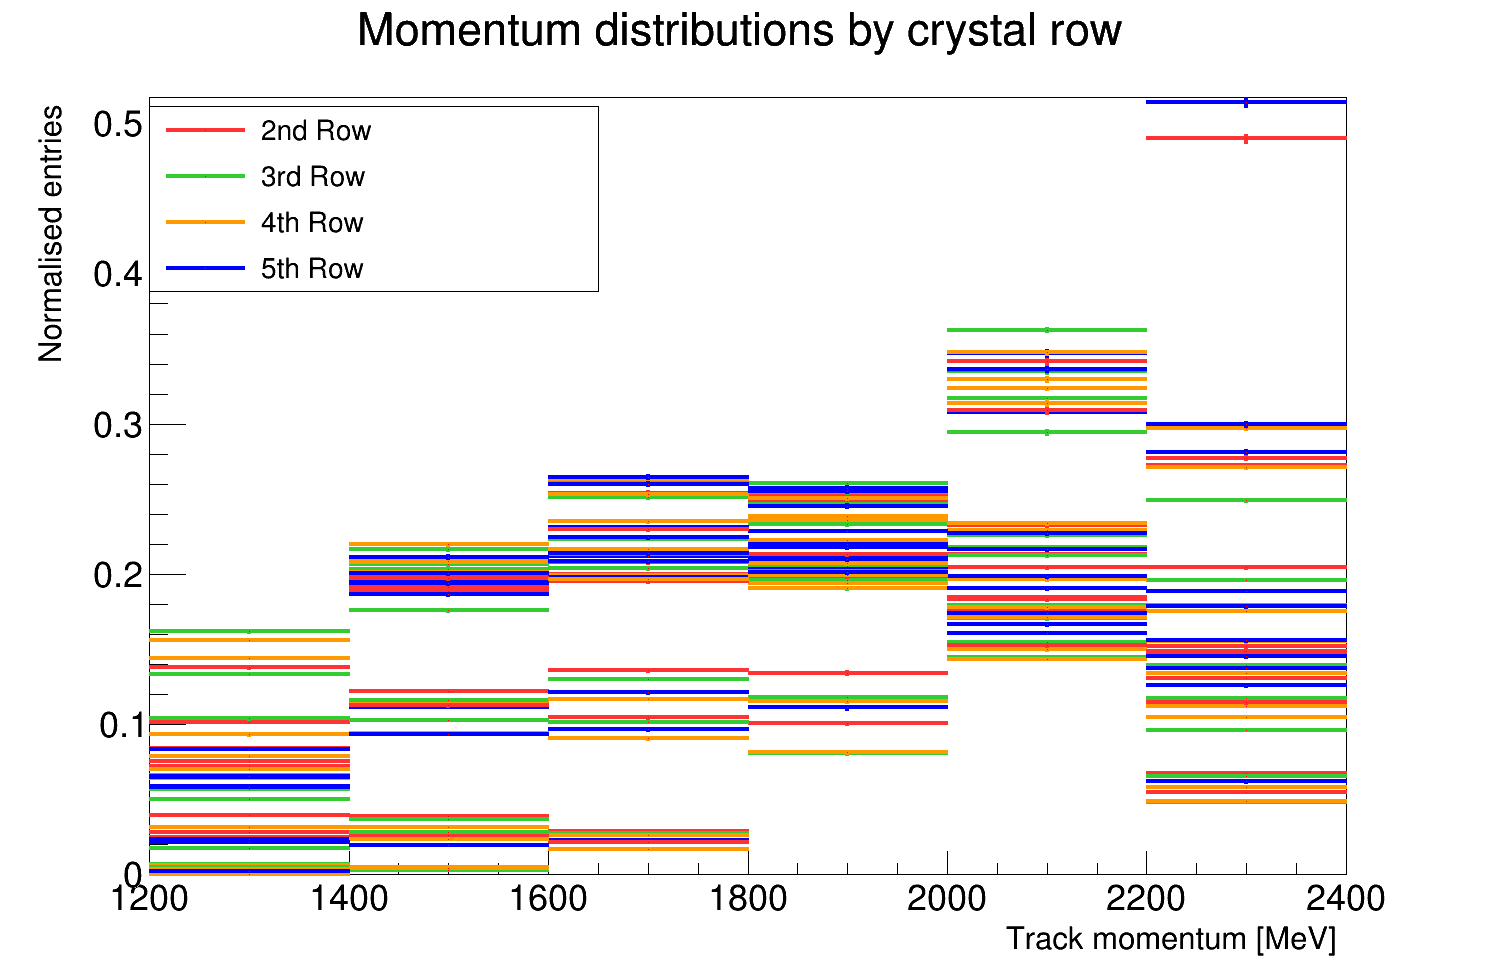 Momentum distributions by crystal row
Normalised entries
0.5
0.4
0.3
0.2
0.1
0
2nd Row
3rd Row
4th Row
5th Row
1200 1400 1600 1800 2000 2200 2400
Track momentum [MeV]